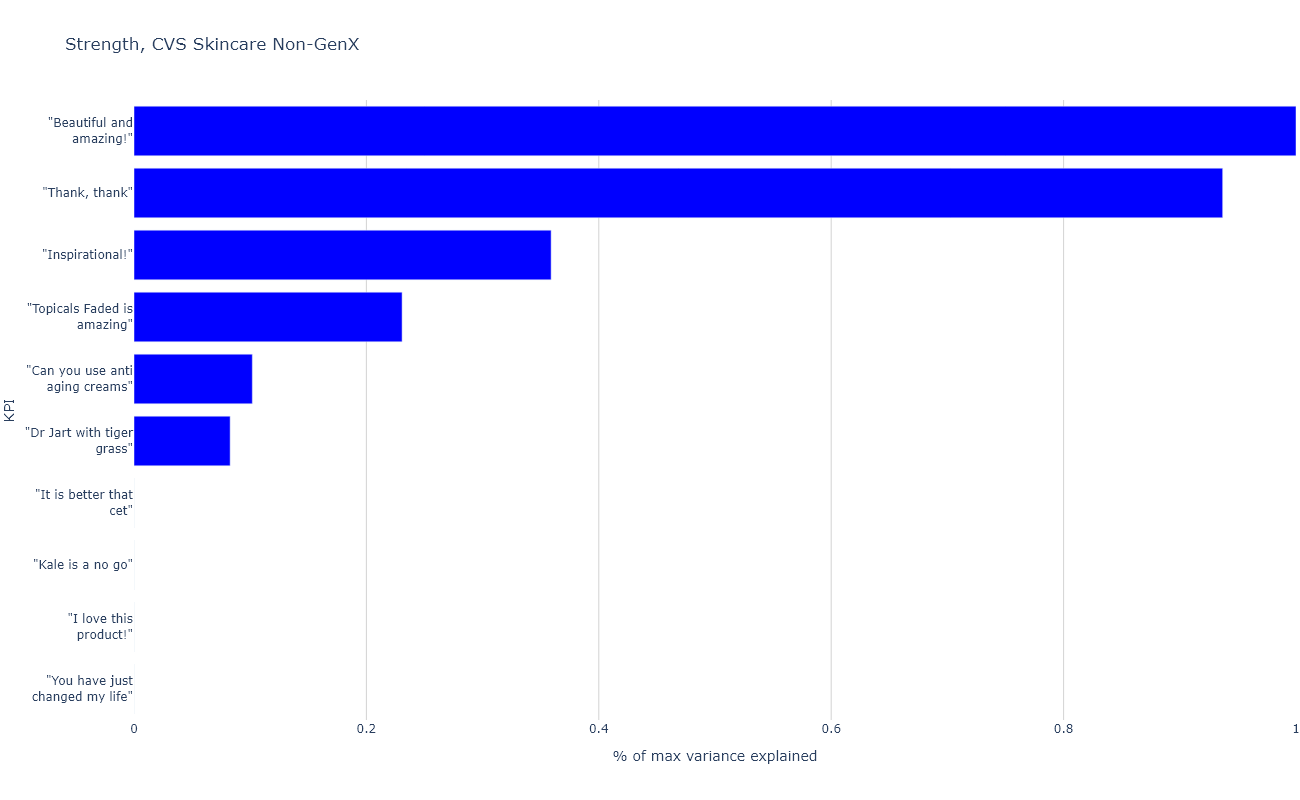 Strength, CVS Skincare Non-GenX
"Beautiful and
amazing!"
"Thank, thank"
"Inspirational!"
"Topicals Faded is
amazing"
"Can you use anti
aging creams"
KPI
"Dr Jart with tiger
grass"
"It is better that
cet"
"Kale is a no go"
"I love this
product!"
"You have just
changed my life"
0 0.2 0.4 0.6 0.8 1
% of max variance explained